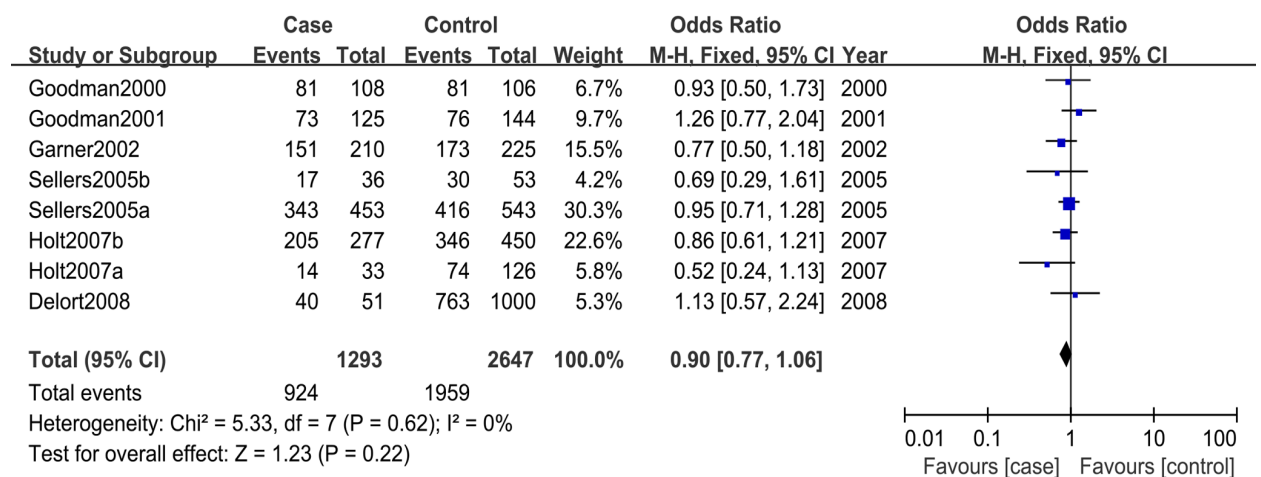 Case Control Odds Ratio Odds Ratio
Study or Subgroup Events Total Events Total Weight M-H, Fixed, 95% CI Year M-H, Fixed, 95% CI
Goodman2000 81 108 81 106 6.7% 0.93 [0.50, 1.73] 2000
Goodman2001 73 125 76 144 9.7% 1.26 [0.77, 2.04] 2001
Garner2002 151 210 173 225 15.5% 0.77 [0.50, 1.18] 2002
Sellers2005b 17 36 30 53 4.2% 0.69 [0.29, 1.61] 2005
Sellers2005a 343 453 416 543 30.3% 0.95 [0.71, 1.28] 2005
Holt2007b 205 277 346 450 22.6% 0.86 [0.61, 1.21] 2007
Holt2007a 14 33 74 126 5.8% 0.52 [0.24, 1.13] 2007
Delort2008 40 51 763 1000 5.3% 1.13 [0.57, 2.24] 2008
Total (95% CI) 1293 2647 100.0% 0.90 [0.77, 1.06]
Total events 924 1959
Heterogeneity: Chi² = 5.33, df = 7 (P = 0.62); I² = 0%
Test for overall effect: Z = 1.23 (P = 0.22)
0.01 0.1 1 10 100
Favours [case] Favours [control]